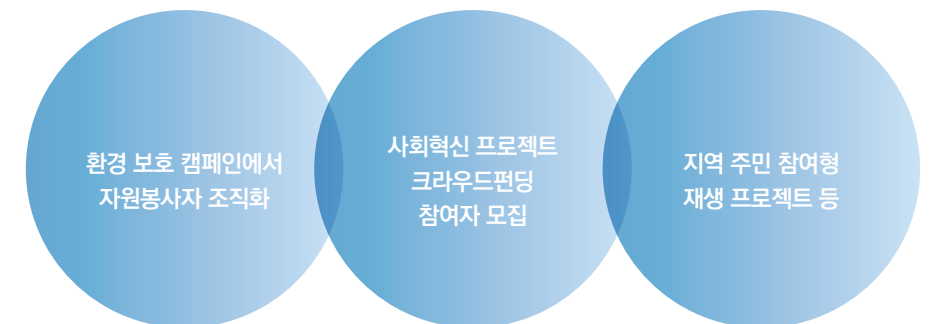 환경 보호 캠페인에서
자원봉사자 조직화
사회혁신 프로젝트
크라우드펀딩
참여자 모집
지역 주민 참여형
재생 프로젝트 등